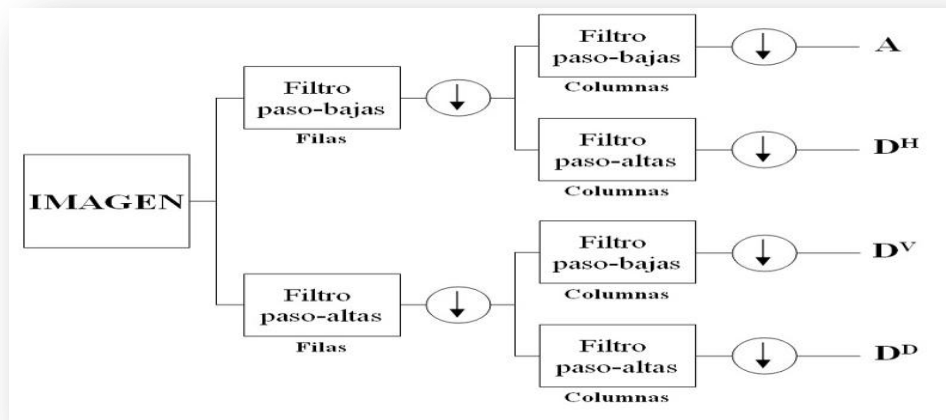 IMAGEN
Filtro
paso-bajas
Filas
Filtro
paso-altas
Filas
Filtro
paso-bajas
Columnas
A
Filtro
paso-altas
Columnas
D^H
Filtro
paso-bajas
Columnas
D^V
Filtro
paso-altas
Columnas
D^D